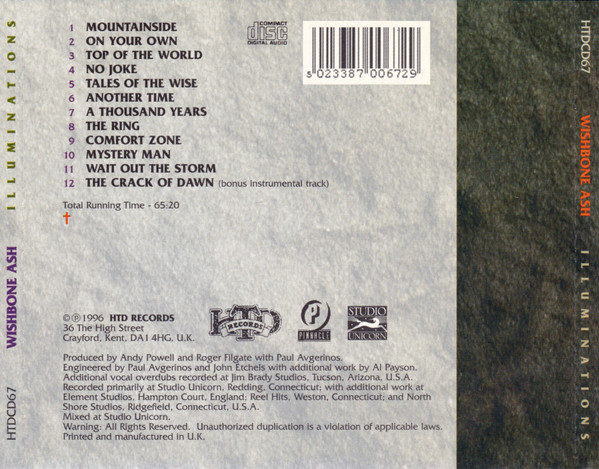 HTDCD67 WISHBONE ASH ILLUMINATIONS
1 MOUNTAINSIDE
2 ON YOUR OWN
3 TOP OF THE WORLD
4 NO JOKE
5 TALES OF THE WISE
6 ANOTHER TIME
7 A THOUSAND YEARS
8 THE RING
9 COMFORT ZONE
10 MYSTERY MAN
11 WAIT OUT THE STORM
12 THE CRACK OF DAWN (bonus instrumental track)
Total Running Time - 65:20
COMPACT
disc
DIGITAL AUDIO
5 023387 006729
©℗ 1996 HTD RECORDS
36 The High Street
Crayford, Kent. DA1 4HG, U.K.
HTD
RECORDS
P
PINNACLE
STUDIO
UNICORN
Produced by Andy Powell and Roger Filgate with Paul Avgerinos.
Engineered by Paul Avgerinos and John Etchels with additional work by Al Payson.
Additional vocal overdubs recorded at Jim Brady Studios, Tucson, Arizona, U.S.A.
Recorded primarily at Studio Unicorn, Redding, Connecticut; with additional work at
Element Studios, Hampton Court, England; Reel Hits, Weston, Connecticut; and North
Shore Studios, Ridgefield, Connecticut, U.S.A.
Mixed at Studio Unicorn.
Warning: All Rights Reserved. Unauthorized duplication is a violation of applicable laws.
Printed and manufactured in U.K.
HTDCD67 WISHBONE ASH ILLUMINATIONS